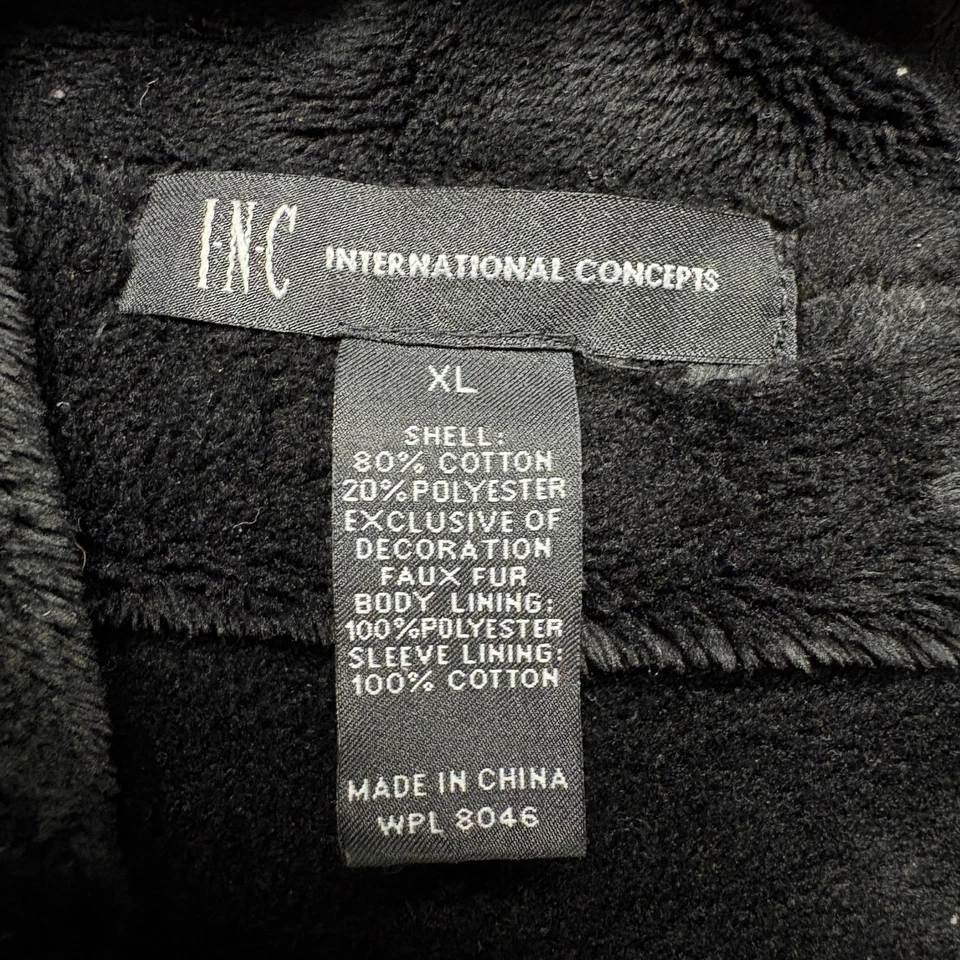 I·N·C INTERNATIONAL CONCEPTS
XL
SHELL:
80% COTTON
20% POLYESTER
EXCLUSIVE OF
DECORATION
FAUX FUR
BODY LINING:
100% POLYESTER
SLEEVE LINING:
100% COTTON
MADE IN CHINA
WPL 8046